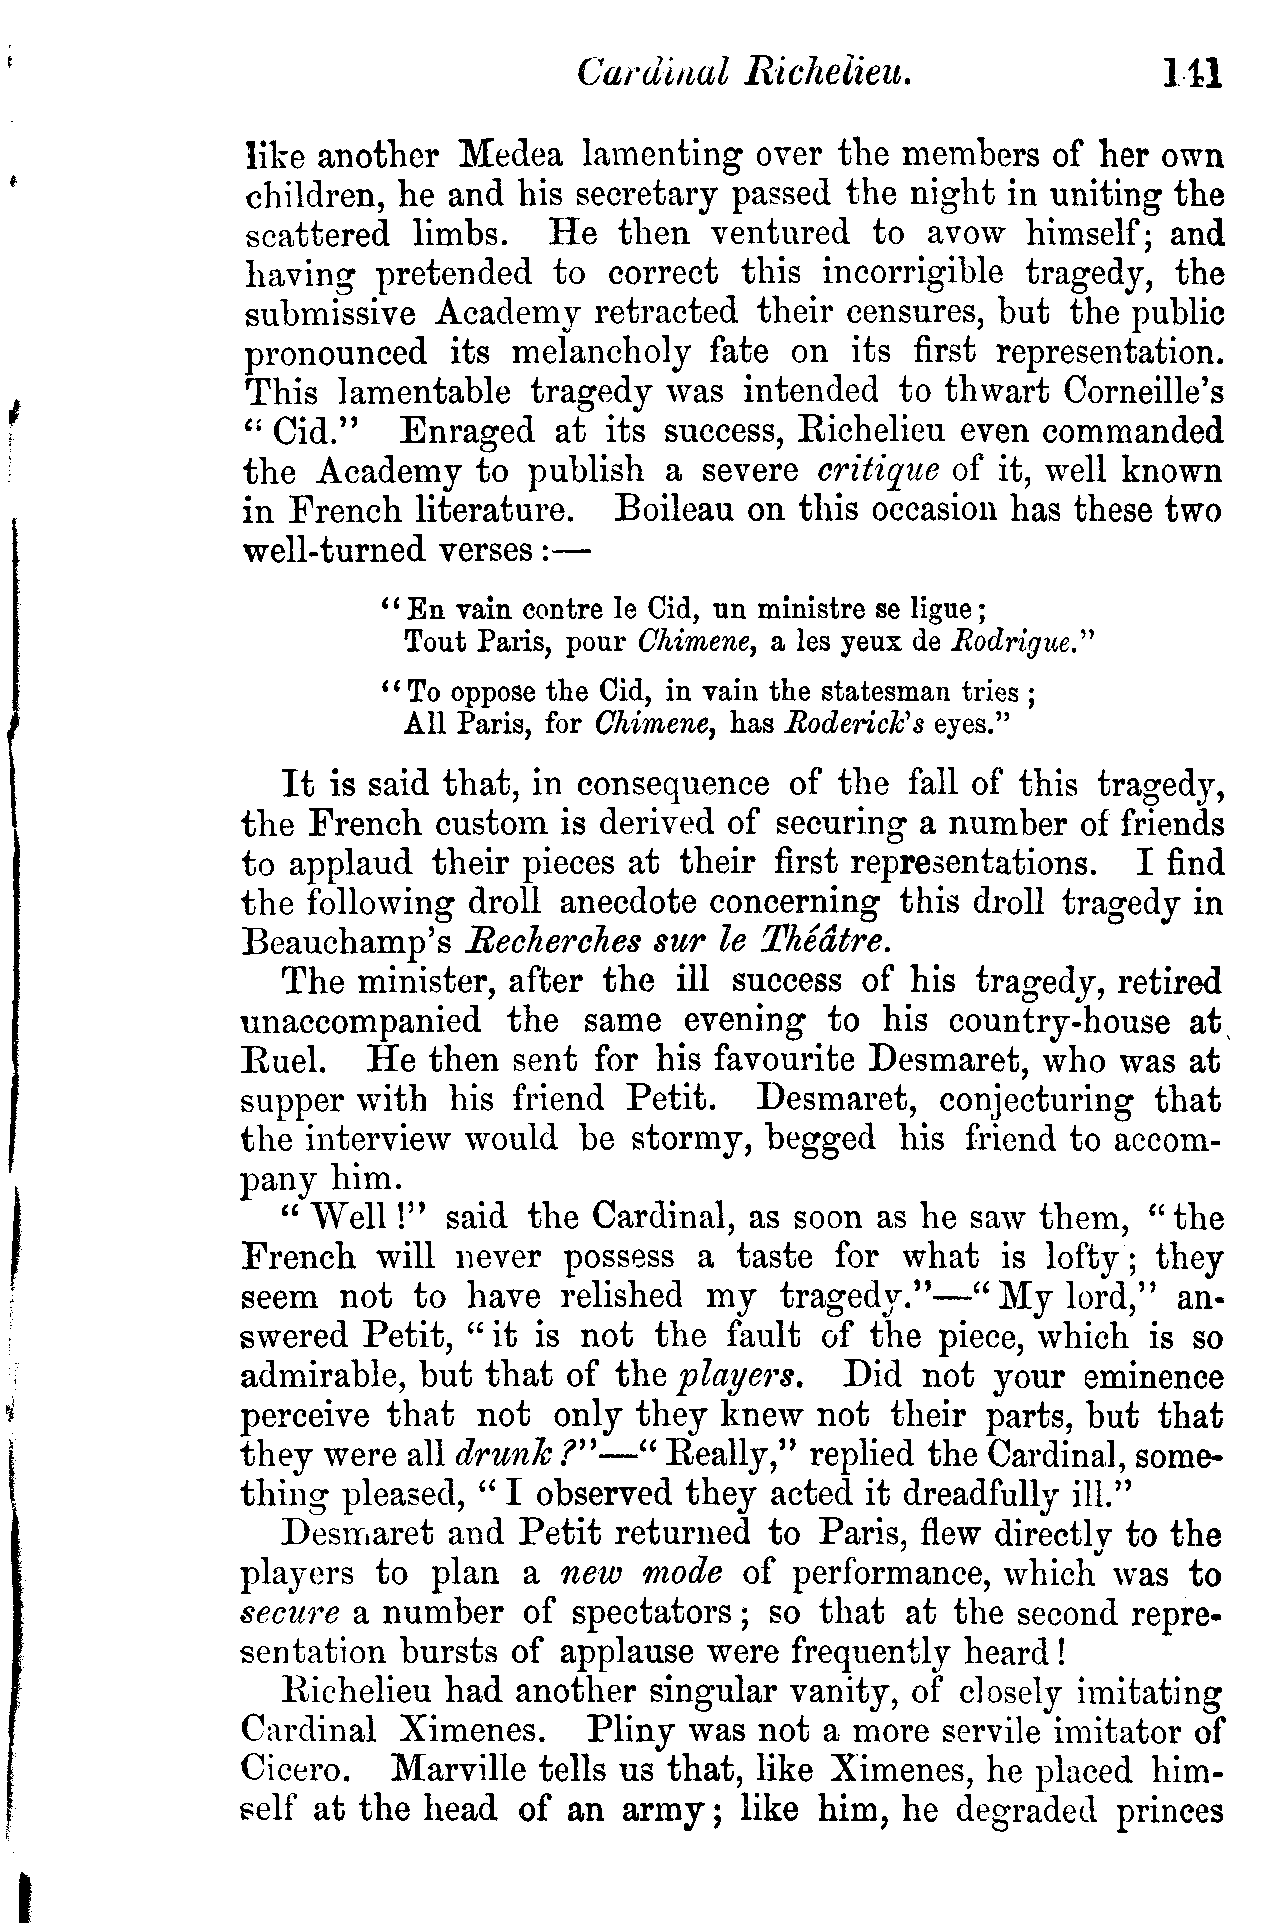 Cardinal Richelieu. 141
like another Medea lamenting over the members of her own
children, he and his secretary passed the night in uniting the
scattered limbs. He then ventured to avow himself; and
having pretended to correct this incorrigible tragedy, the
submissive Academy retracted their censures, but the public
pronounced its melancholy fate on its first representation.
This lamentable tragedy was intended to thwart Corneille's
“Cid.” Enraged at its success, Richelieu even commanded
the Academy to publish a severe critique of it, well known
in French literature. Boileau on this occasion has these two
well-turned verses:—
“En vain contre le Cid, un ministre se ligue;
Tout Paris, pour Chimene, a les yeux de Rodrigue.”
“To oppose the Cid, in vain the statesman tries;
All Paris, for Chimene, has Roderick's eyes.”
It is said that, in consequence of the fall of this tragedy,
the French custom is derived of securing a number of friends
to applaud their pieces at their first representations. I find
the following droll anecdote concerning this droll tragedy in
Beauchamp's Recherches sur le Théâtre.
The minister, after the ill success of his tragedy, retired
unaccompanied the same evening to his country-house at
Ruel. He then sent for his favourite Desmaret, who was at
supper with his friend Petit. Desmaret, conjecturing that
the interview would be stormy, begged his friend to accom-
pany him.
“Well!” said the Cardinal, as soon as he saw them, “the
French will never possess a taste for what is lofty; they
seem not to have relished my tragedy.”—“My lord,” an-
swered Petit, “it is not the fault of the piece, which is so
admirable, but that of the players. Did not your eminence
perceive that not only they knew not their parts, but that
they were all drunk?”—“Really,” replied the Cardinal, some-
thing pleased, “I observed they acted it dreadfully ill.”
Desmaret and Petit returned to Paris, flew directly to the
players to plan a new mode of performance, which was to
secure a number of spectators; so that at the second repre-
sentation bursts of applause were frequently heard!
Richelieu had another singular vanity, of closely imitating
Cardinal Ximenes. Pliny was not a more servile imitator of
Cicero. Marville tells us that, like Ximenes, he placed him-
self at the head of an army; like him, he degraded princes